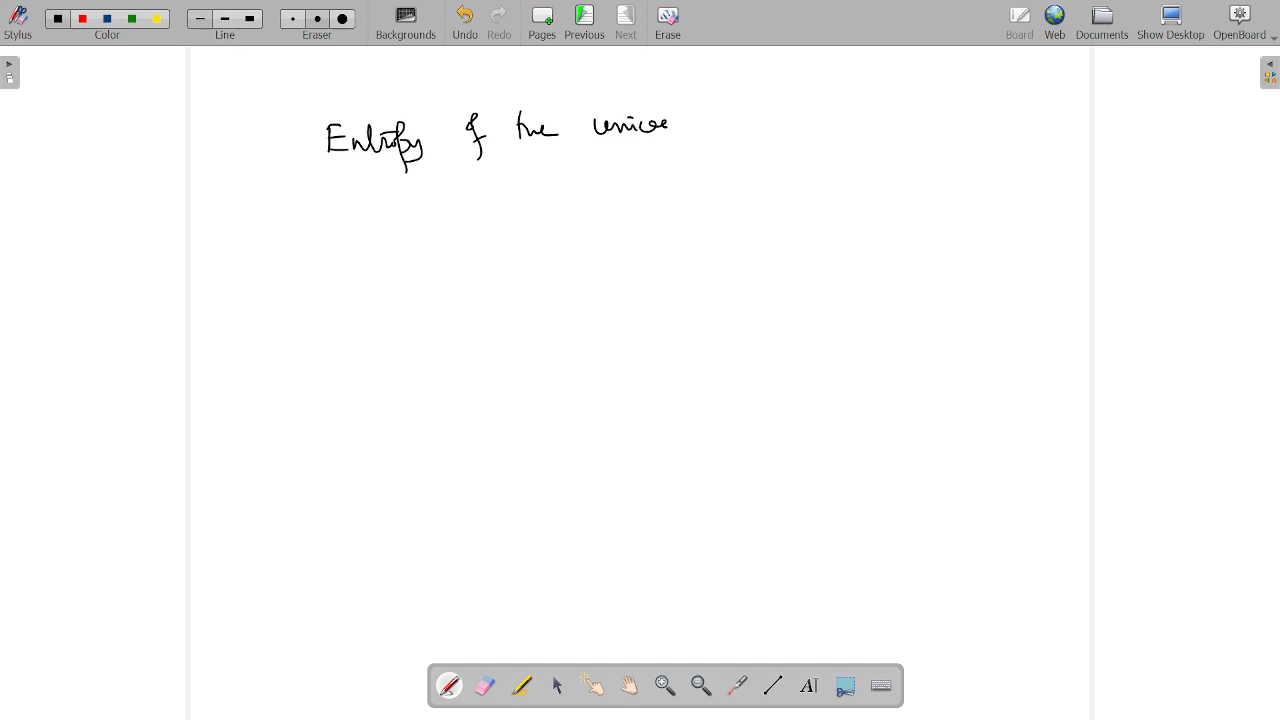 Stylus
Color
Line
Eraser
Backgrounds
Undo
Redo
Pages
Previous
Next
Erase
Board
Web
Documents
Show Desktop
OpenBoard
Entropy of the unive